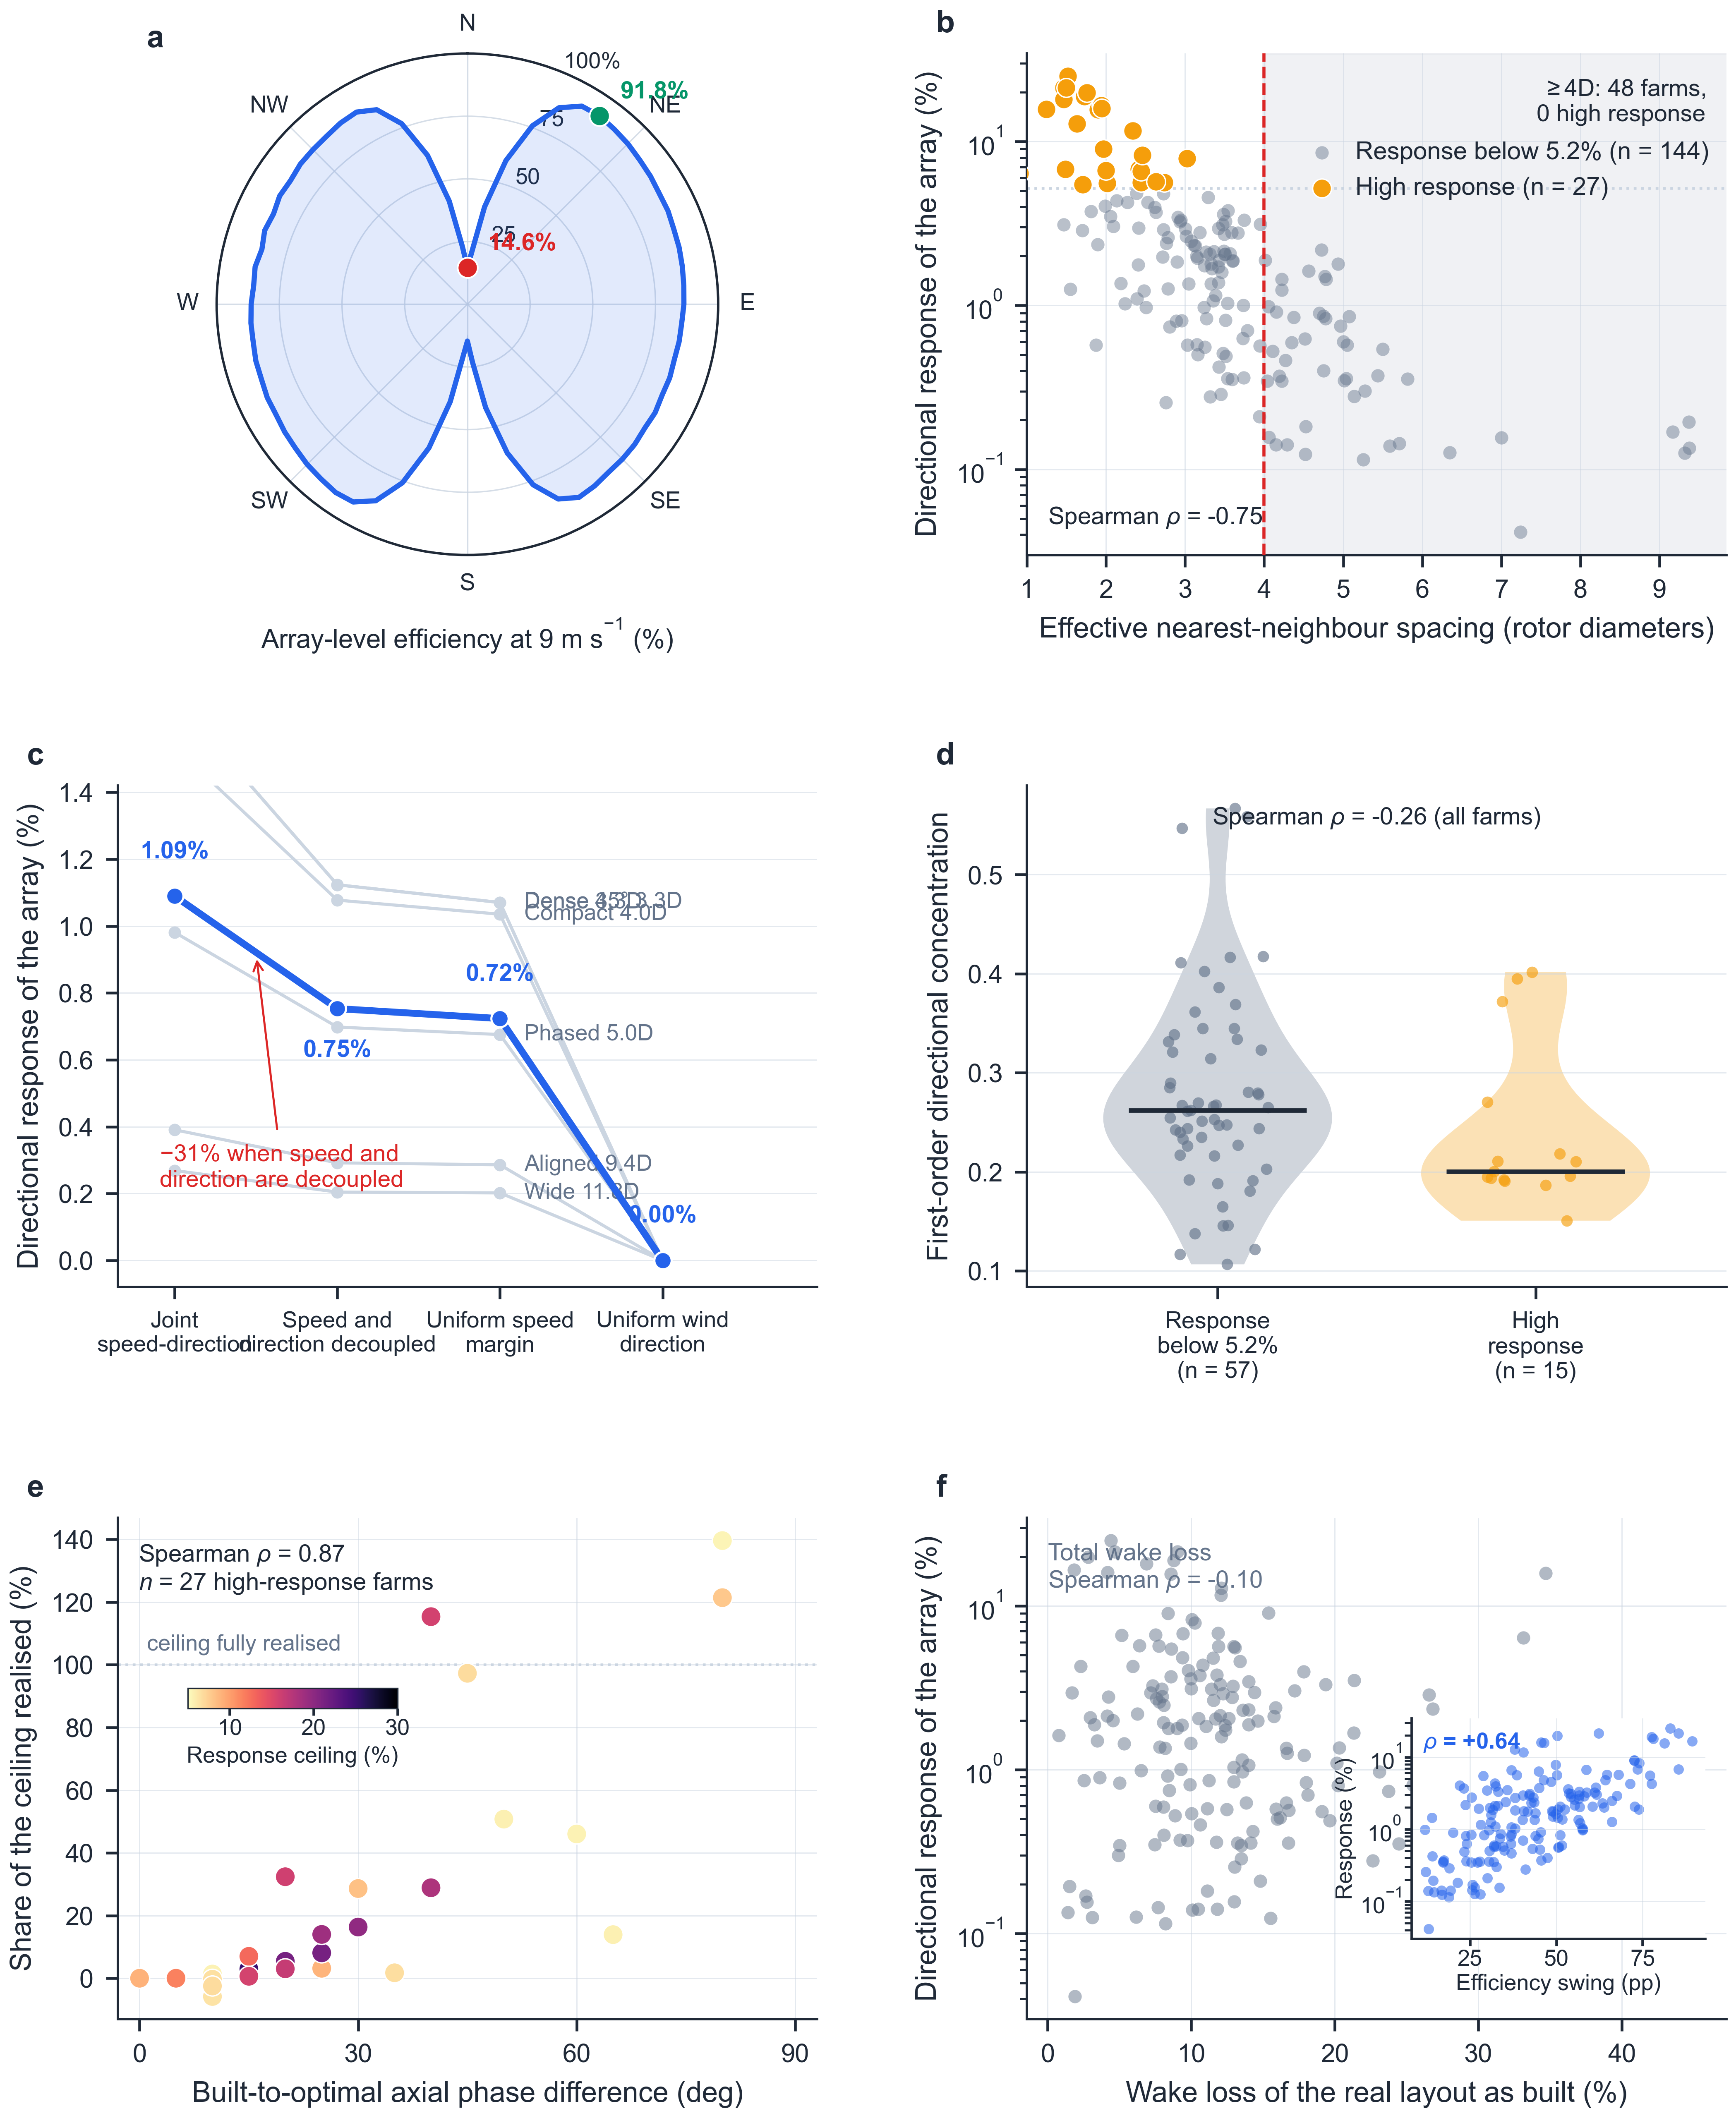 a
N
100%
91.8%
NW
NE
75
50
25
14.6%
W
E
SW
SE
S
Array-level efficiency at 9 m s⁻¹ (%)
b
Directional response of the array (%)
10¹
10⁰
10⁻¹
≥4D: 48 farms,
0 high response
Response below 5.2% (n = 144)
High response (n = 27)
Spearman ρ = -0.75
1 2 3 4 5 6 7 8 9
Effective nearest-neighbour spacing (rotor diameters)
c
Directional response of the array (%)
1.4
1.2
1.0
0.8
0.6
0.4
0.2
0.0
1.09%
0.75%
0.72%
0.00%
Compact 4.0D
Phased 5.0D
Aligned 9.4D
Wide 11.3D
−31% when speed and
direction are decoupled
Joint
speed-direction
Speed and
direction decoupled
Uniform speed
margin
Uniform wind
direction
d
First-order directional concentration
Spearman ρ = -0.26 (all farms)
0.5
0.4
0.3
0.2
0.1
Response
below 5.2%
(n = 57)
High
response
(n = 15)
e
Share of the ceiling realised (%)
140
120
100
80
60
40
20
0
Spearman ρ = 0.87
n = 27 high-response farms
ceiling fully realised
10 20 30
Response ceiling (%)
0 30 60 90
Built-to-optimal axial phase difference (deg)
f
Directional response of the array (%)
10¹
10⁰
10⁻¹
Total wake loss
Spearman ρ = -0.10
ρ = +0.64
Response (%)
10¹
10⁰
10⁻¹
25 50 75
Efficiency swing (pp)
0 10 20 30 40
Wake loss of the real layout as built (%)